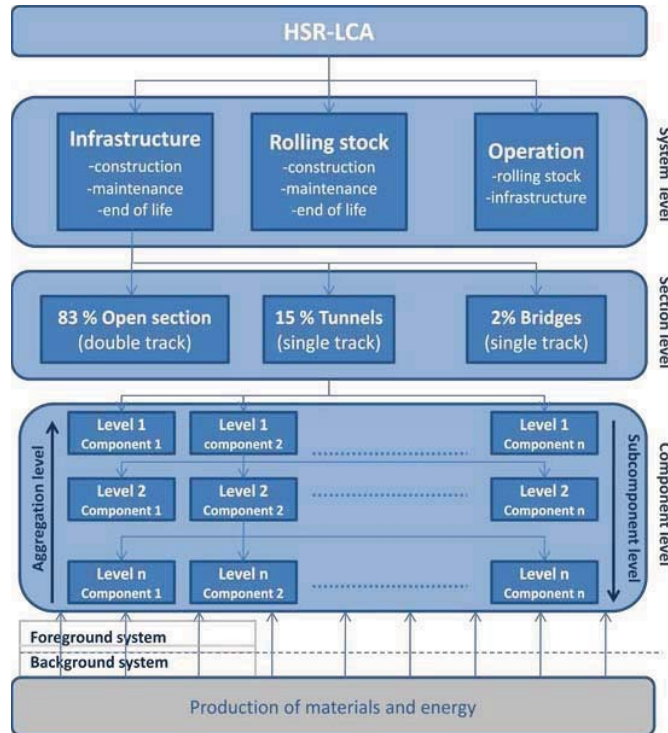 HSR-LCA
Infrastructure
-construction
-maintenance
-end of life
Rolling stock
-construction
-maintenance
-end of life
Operation
-rolling stock
-infrastructure
System level
83 % Open section
(double track)
15 % Tunnels
(single track)
2% Bridges
(single track)
Section level
Aggregation level
Level 1
Component 1
Level 1
component 2
Level 1
Component n
Level 2
Component 1
Level 2
Component 2
Level 2
Component n
Level n
Component 1
Level n
Component 2
Level n
Component n
Subcomponent level
Component level
Foreground system
Background system
Production of materials and energy